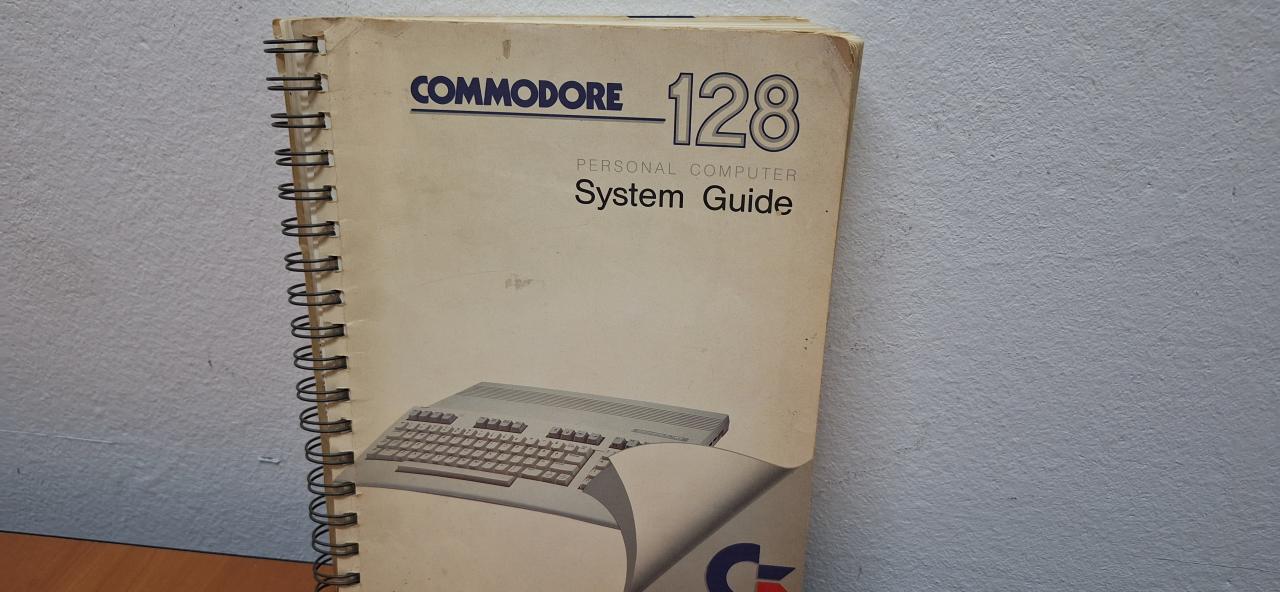 COMMODORE 128
PERSONAL COMPUTER
System Guide